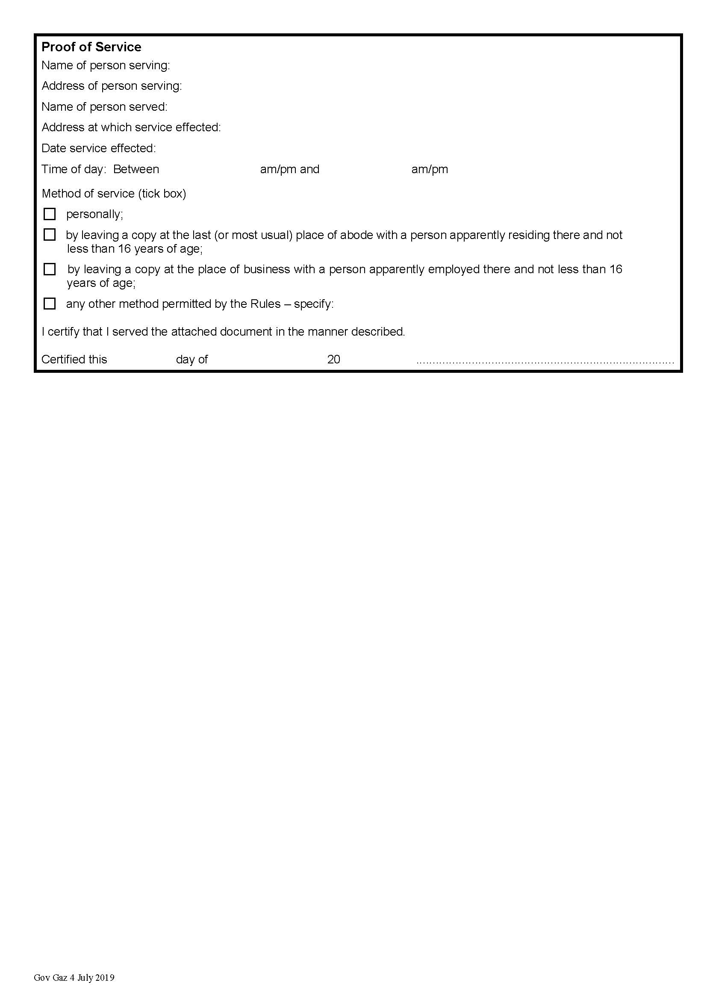 Proof of Service
Name of person serving:
Address of person serving:
Name of person served:
Address at which service effected:
Date service effected:
Time of day: Between am/pm and am/pm
Method of service (tick box)
personally;
by leaving a copy at the last (or most usual) place of abode with a person apparently residing there and not
less than 16 years of age;
by leaving a copy at the place of business with a person apparently employed there and not less than 16
years of age;
any other method permitted by the Rules – specify:
I certify that I served the attached document in the manner described.
Certified this day of 20 ................................................................................
Gov Gaz 4 July 2019